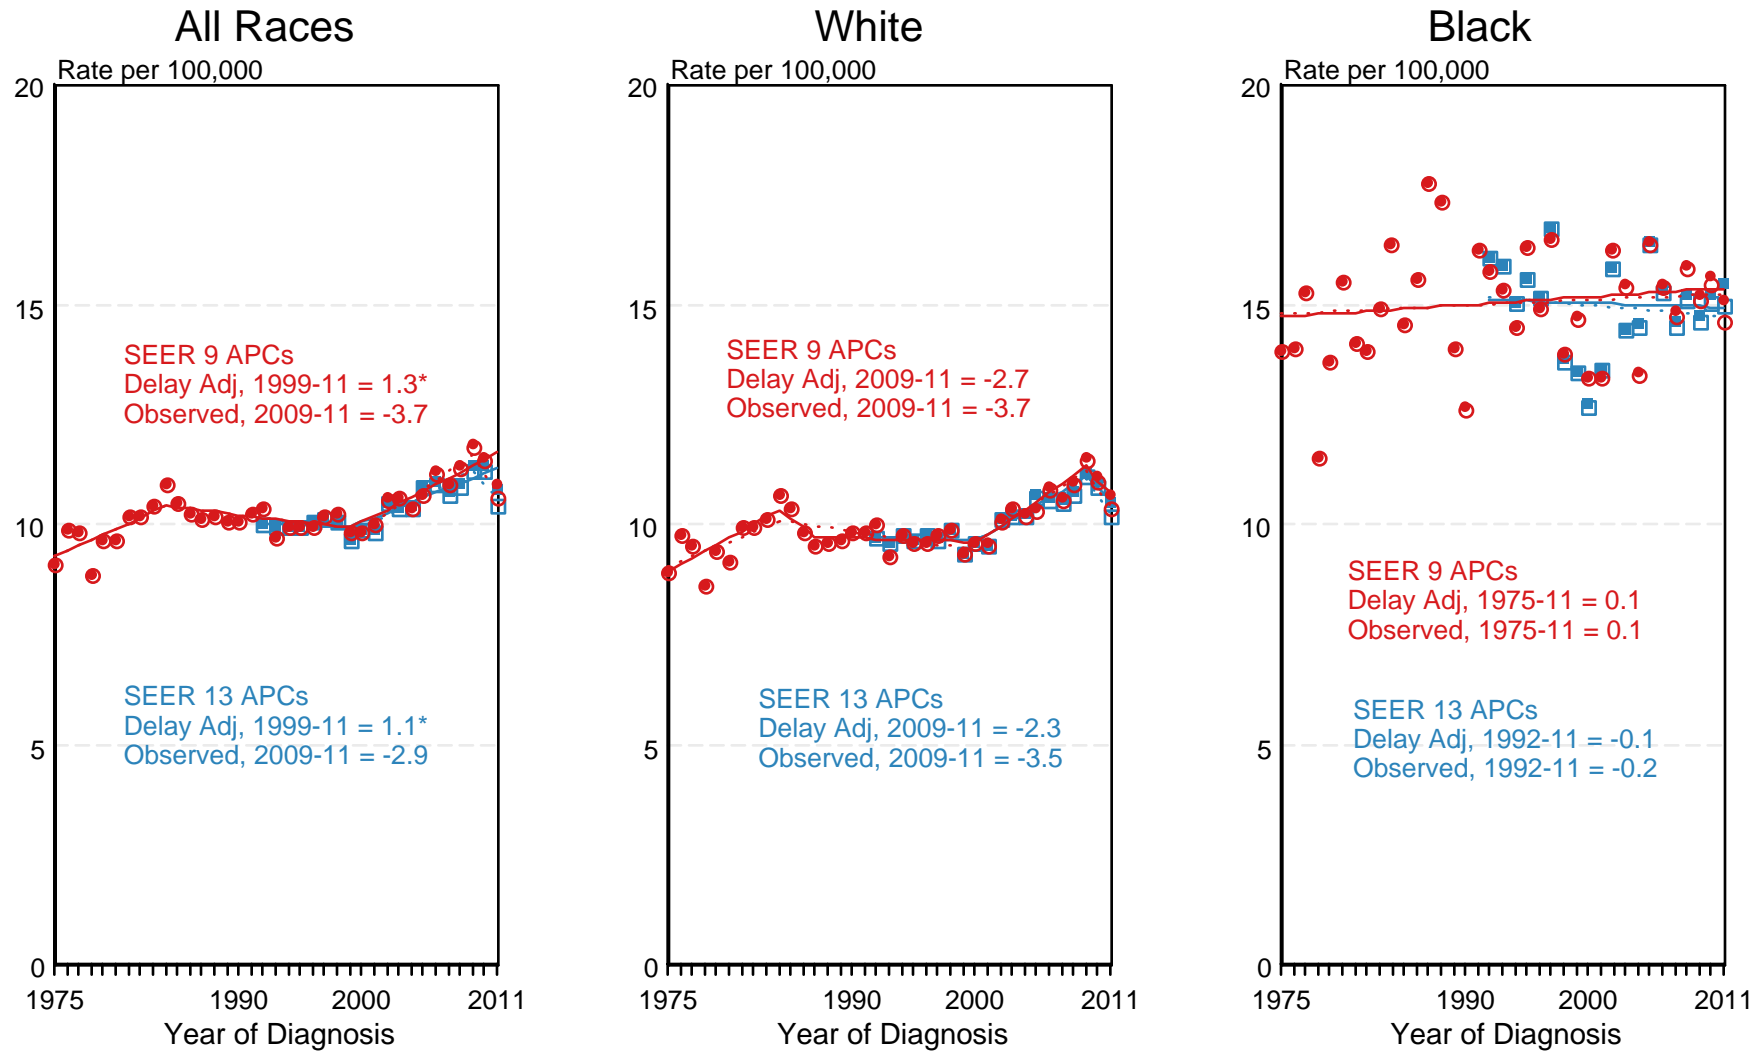 All Races
Rate per 100,000
20
15
10
5
0
SEER 9 APCs
Delay Adj, 1999-11 = 1.3*
Observed, 2009-11 = -3.7
SEER 13 APCs
Delay Adj, 1999-11 = 1.1*
Observed, 2009-11 = -2.9
1975 1990 2000 2011
Year of Diagnosis
White
Rate per 100,000
20
15
10
5
0
SEER 9 APCs
Delay Adj, 2009-11 = -2.7
Observed, 2009-11 = -3.7
SEER 13 APCs
Delay Adj, 2009-11 = -2.3
Observed, 2009-11 = -3.5
1975 1990 2000 2011
Year of Diagnosis
Black
Rate per 100,000
20
15
10
5
0
SEER 9 APCs
Delay Adj, 1975-11 = 0.1
Observed, 1975-11 = 0.1
SEER 13 APCs
Delay Adj, 1992-11 = -0.1
Observed, 1992-11 = -0.2
1975 1990 2000 2011
Year of Diagnosis